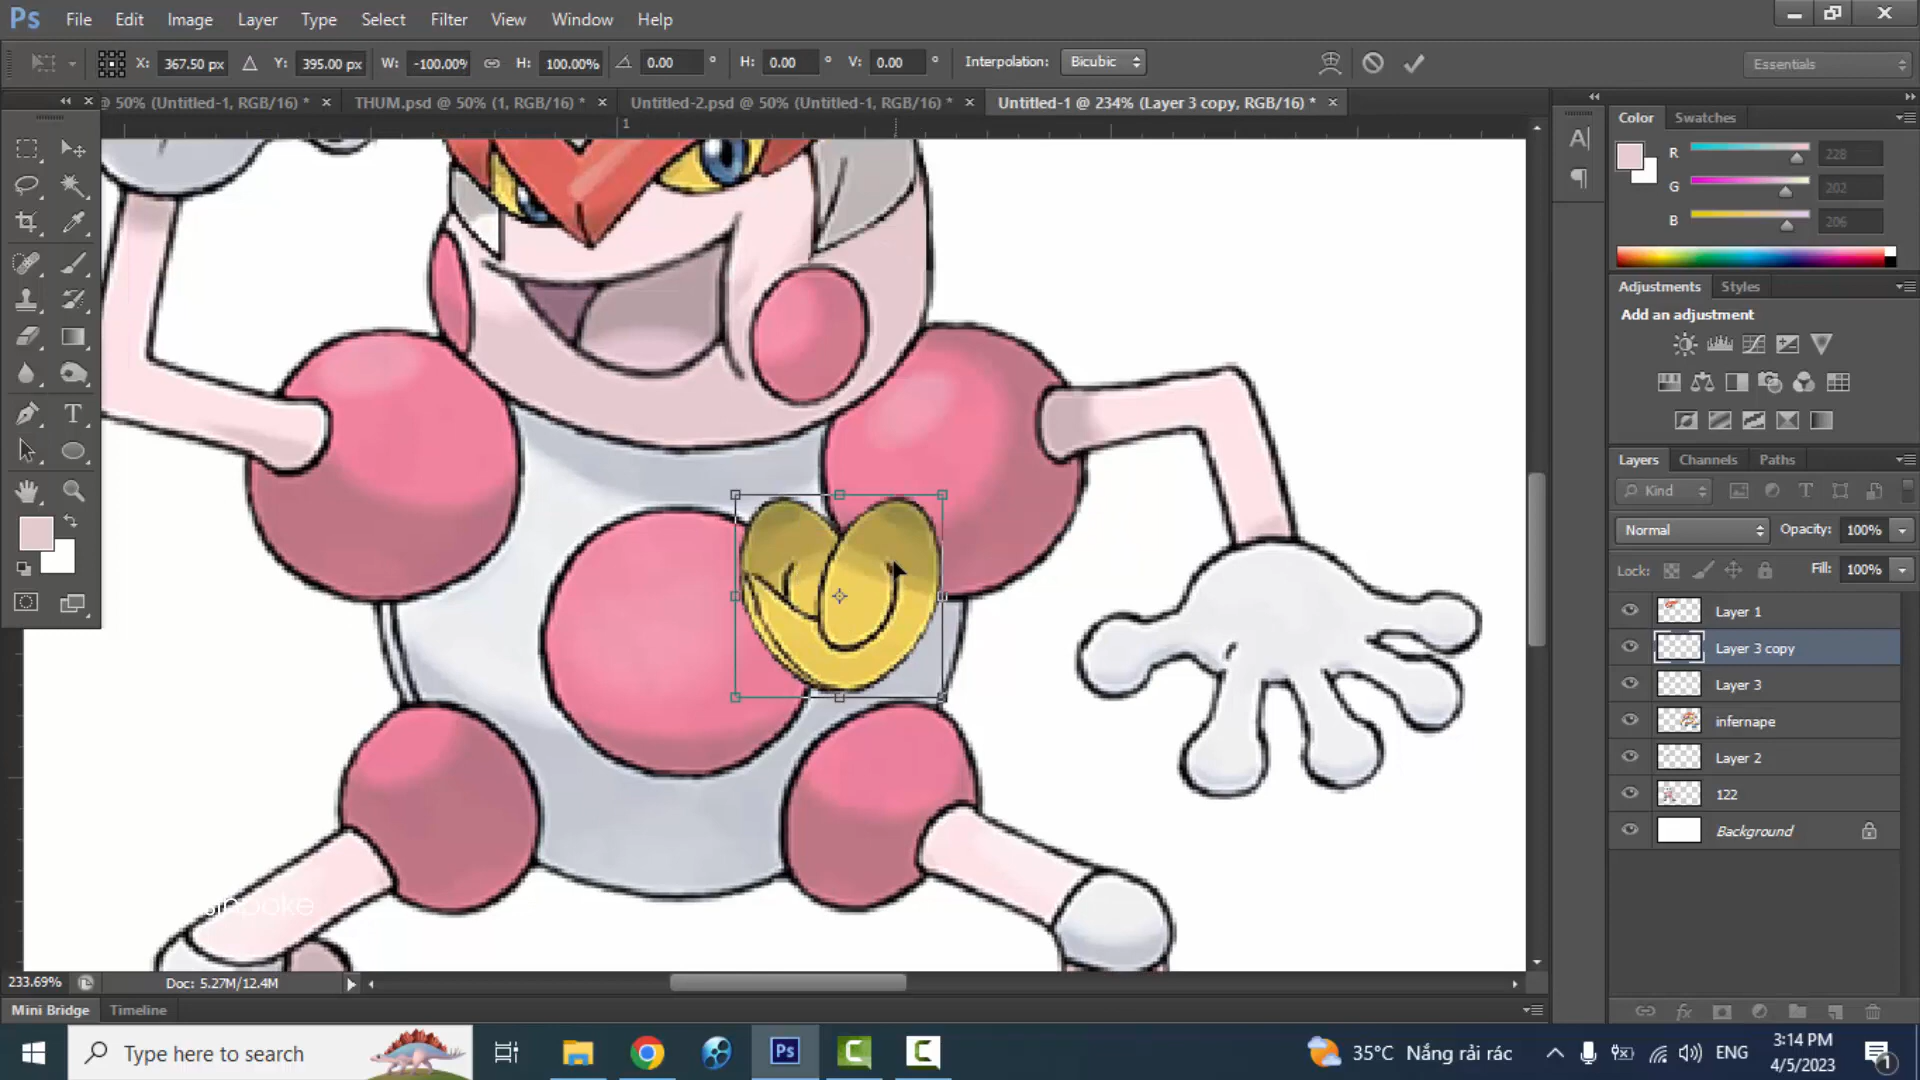 Ps File Edit Image Layer Type Select Filter View Window Help
X: 367.50 px Y: 395.00 px W: -100.00% H: 100.00% 0.00 ° H: 0.00 ° V: 0.00 ° Interpolation: Bicubic Essentials
@ 50% (Untitled-1, RGB/16) * × THUM.psd @ 50% (1, RGB/16) * × Untitled-2.psd @ 50% (Untitled-1, RGB/16) * × Untitled-1 @ 234% (Layer 3 copy, RGB/16) * ×
1
Color Swatches
R 228
G 202
B 206
Adjustments Styles
Add an adjustment
Layers Channels Paths
Kind
Normal Opacity: 100%
Lock: Fill: 100%
Layer 1
Layer 3 copy
Layer 3
infernape
Layer 2
122
Background
233.69% Doc: 5.27M/12.4M
Mini Bridge Timeline
Type here to search
35°C Nắng rải rác ENG
3:14 PM
4/5/2023
1